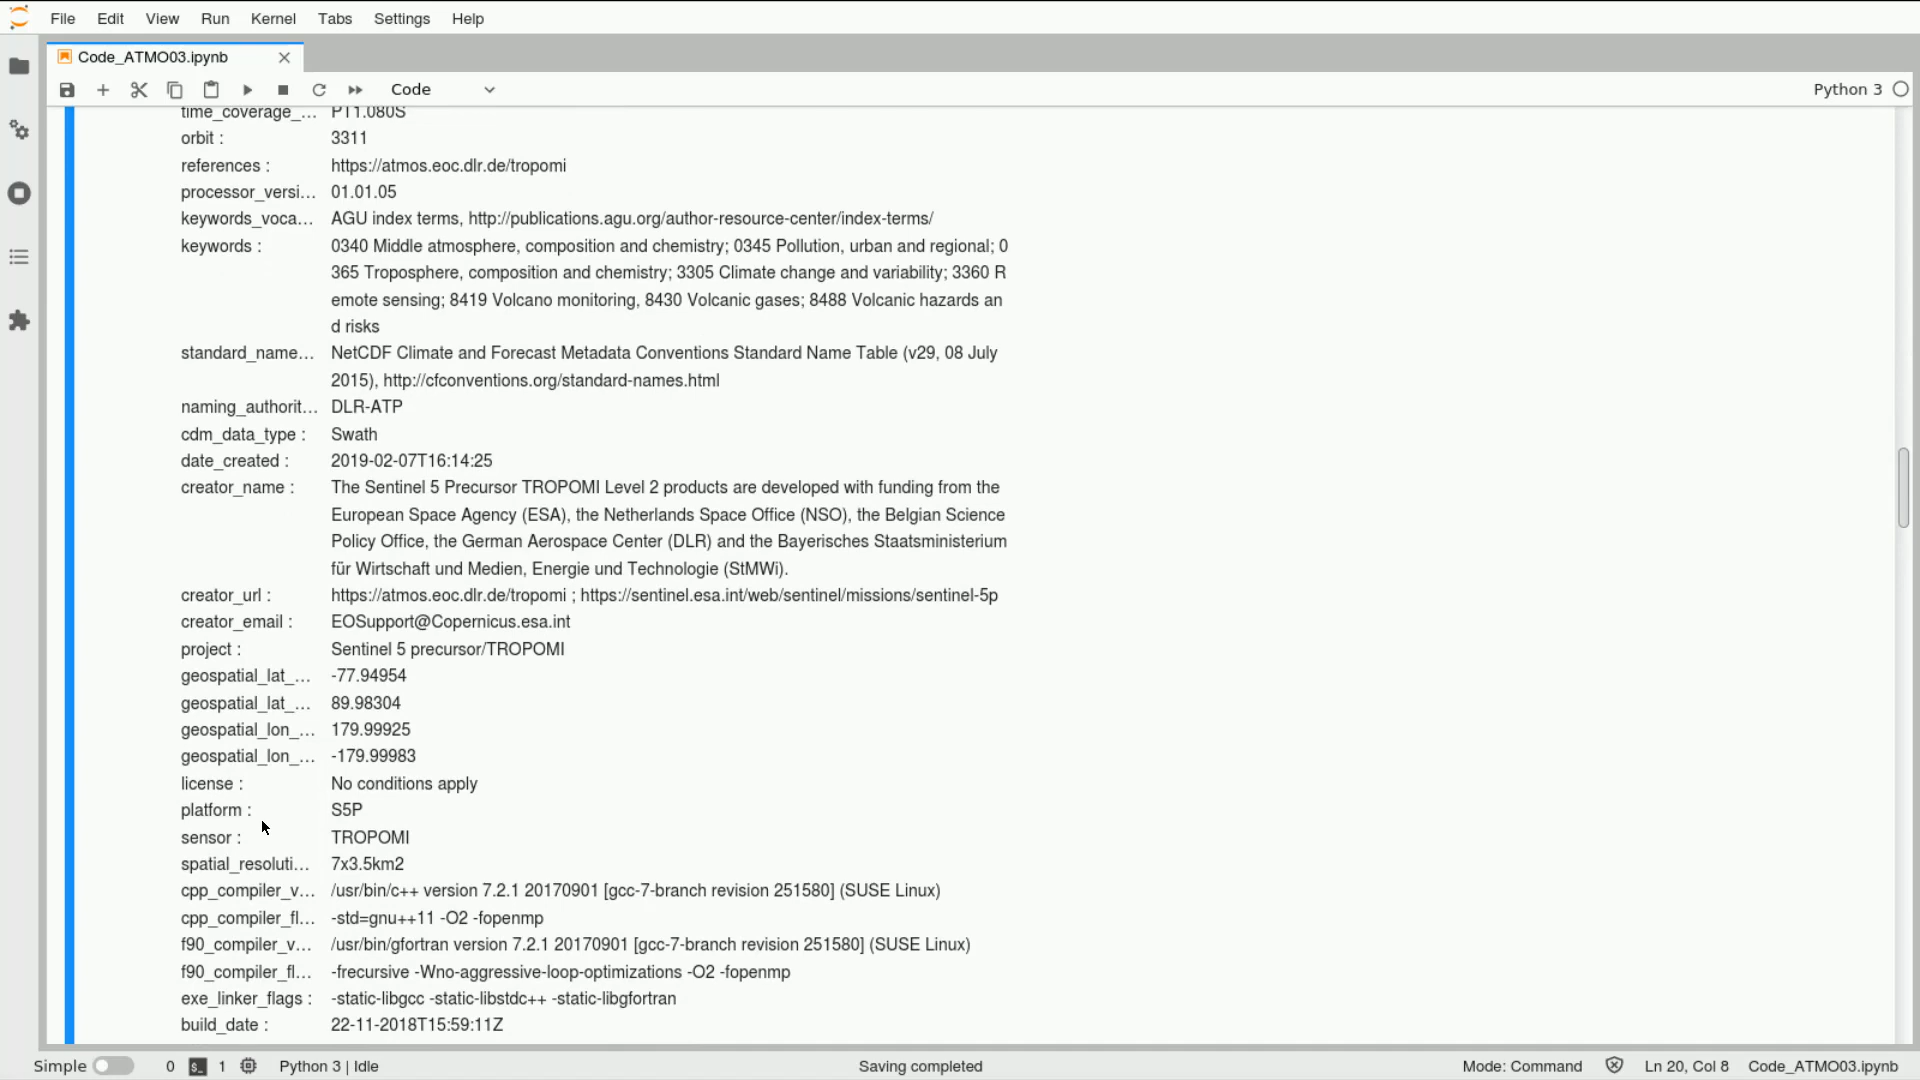 File Edit View Run Kernel Tabs Settings Help
Code_ATMO03.ipynb
Code
Python 3
time_coverage_... PT1.080S
orbit : 3311
references : https://atmos.eoc.dlr.de/tropomi
processor_versi... 01.01.05
keywords_voca... AGU index terms, http://publications.agu.org/author-resource-center/index-terms/
keywords : 0340 Middle atmosphere, composition and chemistry; 0345 Pollution, urban and regional; 0
365 Troposphere, composition and chemistry; 3305 Climate change and variability; 3360 R
emote sensing; 8419 Volcano monitoring, 8430 Volcanic gases; 8488 Volcanic hazards an
d risks
standard_name... NetCDF Climate and Forecast Metadata Conventions Standard Name Table (v29, 08 July
2015), http://cfconventions.org/standard-names.html
naming_authorit... DLR-ATP
cdm_data_type : Swath
date_created : 2019-02-07T16:14:25
creator_name : The Sentinel 5 Precursor TROPOMI Level 2 products are developed with funding from the
European Space Agency (ESA), the Netherlands Space Office (NSO), the Belgian Science
Policy Office, the German Aerospace Center (DLR) and the Bayerisches Staatsministerium
für Wirtschaft und Medien, Energie und Technologie (StMWi).
creator_url : https://atmos.eoc.dlr.de/tropomi ; https://sentinel.esa.int/web/sentinel/missions/sentinel-5p
creator_email : EOSupport@Copernicus.esa.int
project : Sentinel 5 precursor/TROPOMI
geospatial_lat_... -77.94954
geospatial_lat_... 89.98304
geospatial_lon_... 179.99925
geospatial_lon_... -179.99983
license : No conditions apply
platform : S5P
sensor : TROPOMI
spatial_resoluti... 7x3.5km2
cpp_compiler_v... /usr/bin/c++ version 7.2.1 20170901 [gcc-7-branch revision 251580] (SUSE Linux)
cpp_compiler_fl... -std=gnu++11 -O2 -fopenmp
f90_compiler_v... /usr/bin/gfortran version 7.2.1 20170901 [gcc-7-branch revision 251580] (SUSE Linux)
f90_compiler_fl... -frecursive -Wno-aggressive-loop-optimizations -O2 -fopenmp
exe_linker_flags : -static-libgcc -static-libstdc++ -static-libgfortran
build_date : 22-11-2018T15:59:11Z
Simple 0 $_ 1 Python 3 | Idle Saving completed Mode: Command Ln 20, Col 8 Code_ATMO03.ipynb